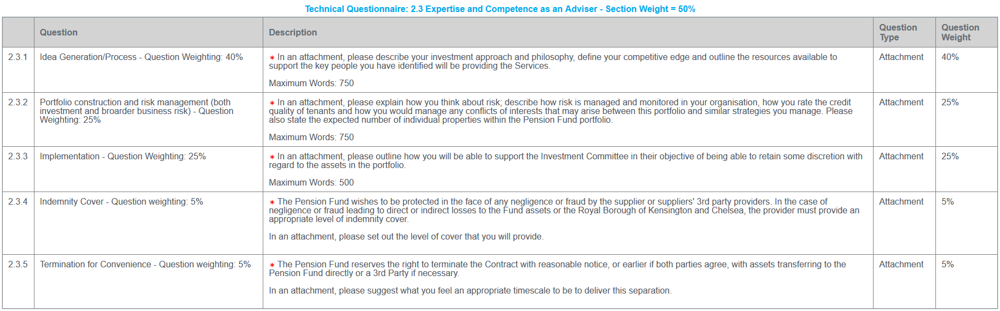 Technical Questionnaire: 2.3 Expertise and Competence as an Adviser - Section Weight = 50%
Question
Description
Question
Type
Question
Weight
2.3.1
Idea Generation/Process - Question Weighting: 40%
* In an attachment, please describe your investment approach and philosophy, define your competitive edge and outline the resources available to
support the key people you have identified will be providing the Services.
Maximum Words: 750
Attachment
40%
2.3.2
Portfolio construction and risk management (both
investment and broarder business risk) - Question
Weighting: 25%
* In an attachment, please explain how you think about risk; describe how risk is managed and monitored in your organisation, how you rate the credit
quality of tenants and how you would manage any conflicts of interests that may arise between this portfolio and similar strategies you manage. Please
also state the expected number of individual properties within the Pension Fund portfolio.
Maximum Words: 750
Attachment
25%
2.3.3
Implementation - Question Weighting: 25%
* In an attachment, please outline how you will be able to support the Investment Committee in their objective of being able to retain some discretion with
regard to the assets in the portfolio.
Maximum Words: 500
Attachment
25%
2.3.4
Indemnity Cover - Question weighting: 5%
* The Pension Fund wishes to be protected in the face of any negligence or fraud by the supplier or suppliers' 3rd party providers. In the case of
negligence or fraud leading to direct or indirect losses to the Fund assets or the Royal Borough of Kensington and Chelsea, the provider must provide an
appropriate level of indemnity cover.
In an attachment, please set out the level of cover that you will provide.
Attachment
5%
2.3.5
Termination for Convenience - Question weighting: 5%
* The Pension Fund reserves the right to terminate the Contract with reasonable notice, or earlier if both parties agree, with assets transferring to the
Pension Fund directly or a 3rd Party if necessary.
In an attachment, please suggest what you feel an appropriate timescale to be to deliver this separation.
Attachment
5%